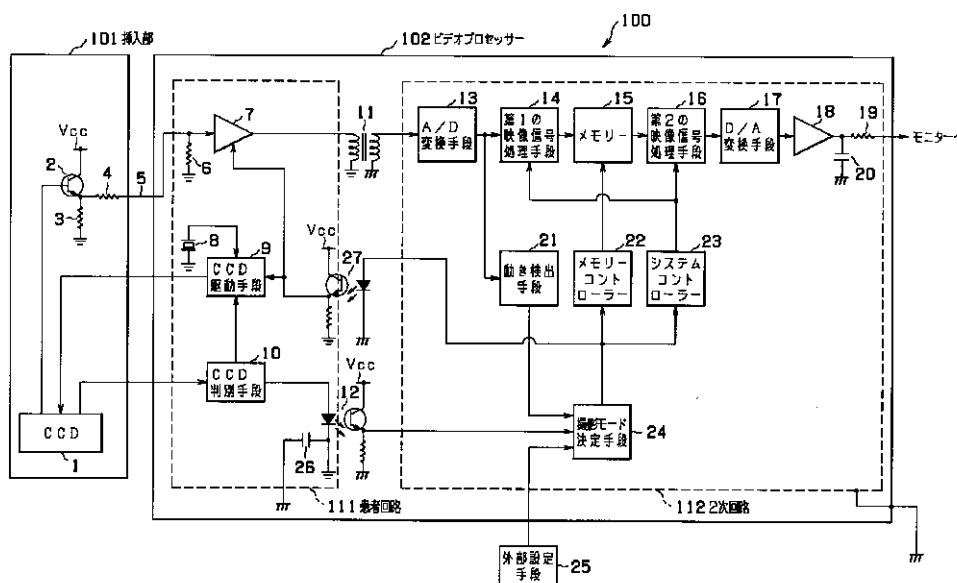 100
101 挿入部
102 ビデオプロセッサー
Vcc
2
3
4
5
6
7
8
9
CCD
駆動手段
10
CCD
判別手段
CCD
1
11
Vcc
27
Vcc
12
26
111 患者回路
13
A/D
変換手段
14
第1の
映像信号
処理手段
15
メモリー
16
第2の
映像信号
処理手段
17
D/A
変換手段
18
19
モニターへ
20
21
動き検出
手段
22
メモリー
コント
ローラー
23
システム
コント
ローラー
撮影モード
決定手段
24
112 2次回路
外部設定
手段
25